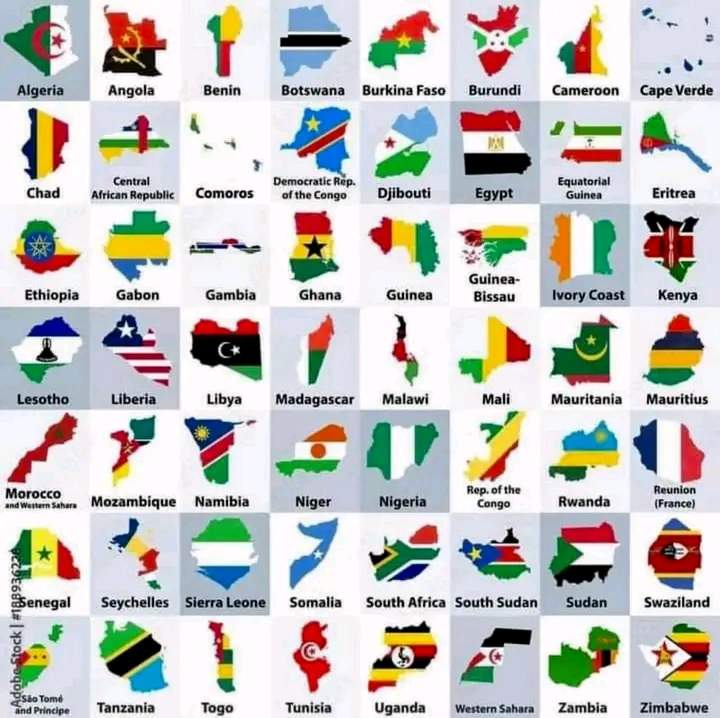 Algeria
Angola
Benin
Botswana
Burkina Faso
Burundi
Cameroon
Cape Verde
Chad
Central
African Republic
Comoros
Democratic Rep.
of the Congo
Djibouti
Egypt
Equatorial
Guinea
Eritrea
Ethiopia
Gabon
Gambia
Ghana
Guinea
Guinea-
Bissau
Ivory Coast
Kenya
Lesotho
Liberia
Libya
Madagascar
Malawi
Mali
Mauritania
Mauritius
Morocco
and Western Sahara
Mozambique
Namibia
Niger
Nigeria
Rep. of the
Congo
Rwanda
Reunion
(France)
Senegal
Seychelles
Sierra Leone
Somalia
South Africa
South Sudan
Sudan
Swaziland
São Tomé
and Príncipe
Tanzania
Togo
Tunisia
Uganda
Western Sahara
Zambia
Zimbabwe
Adobe Stock | #188936226